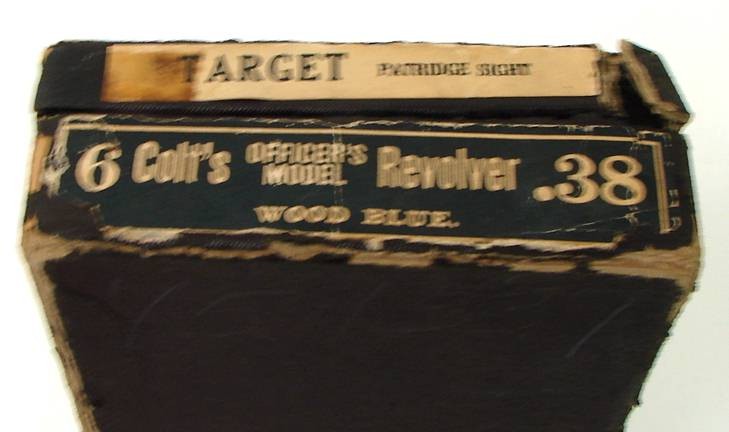 TARGET PATRIDGE SIGHT
6 Colt's OFFICER'S MODEL Revolver .38
WOOD BLUE.